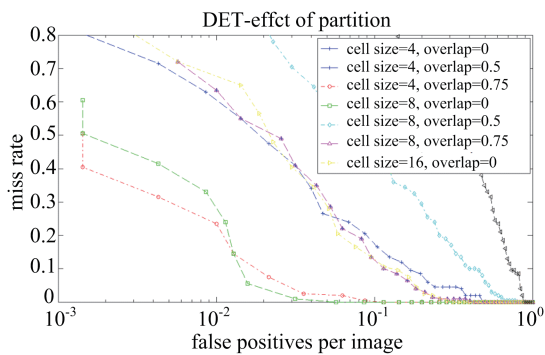 DET-effct of partition
0.8
0.7
0.6
0.5
0.4
0.3
0.2
0.1
0
miss rate
cell size=4, overlap=0
cell size=4, overlap=0.5
cell size=4, overlap=0.75
cell size=8, overlap=0
cell size=8, overlap=0.5
cell size=8, overlap=0.75
cell size=16, overlap=0
10⁻³ 10⁻² 10⁻¹ 10⁰
false positives per image